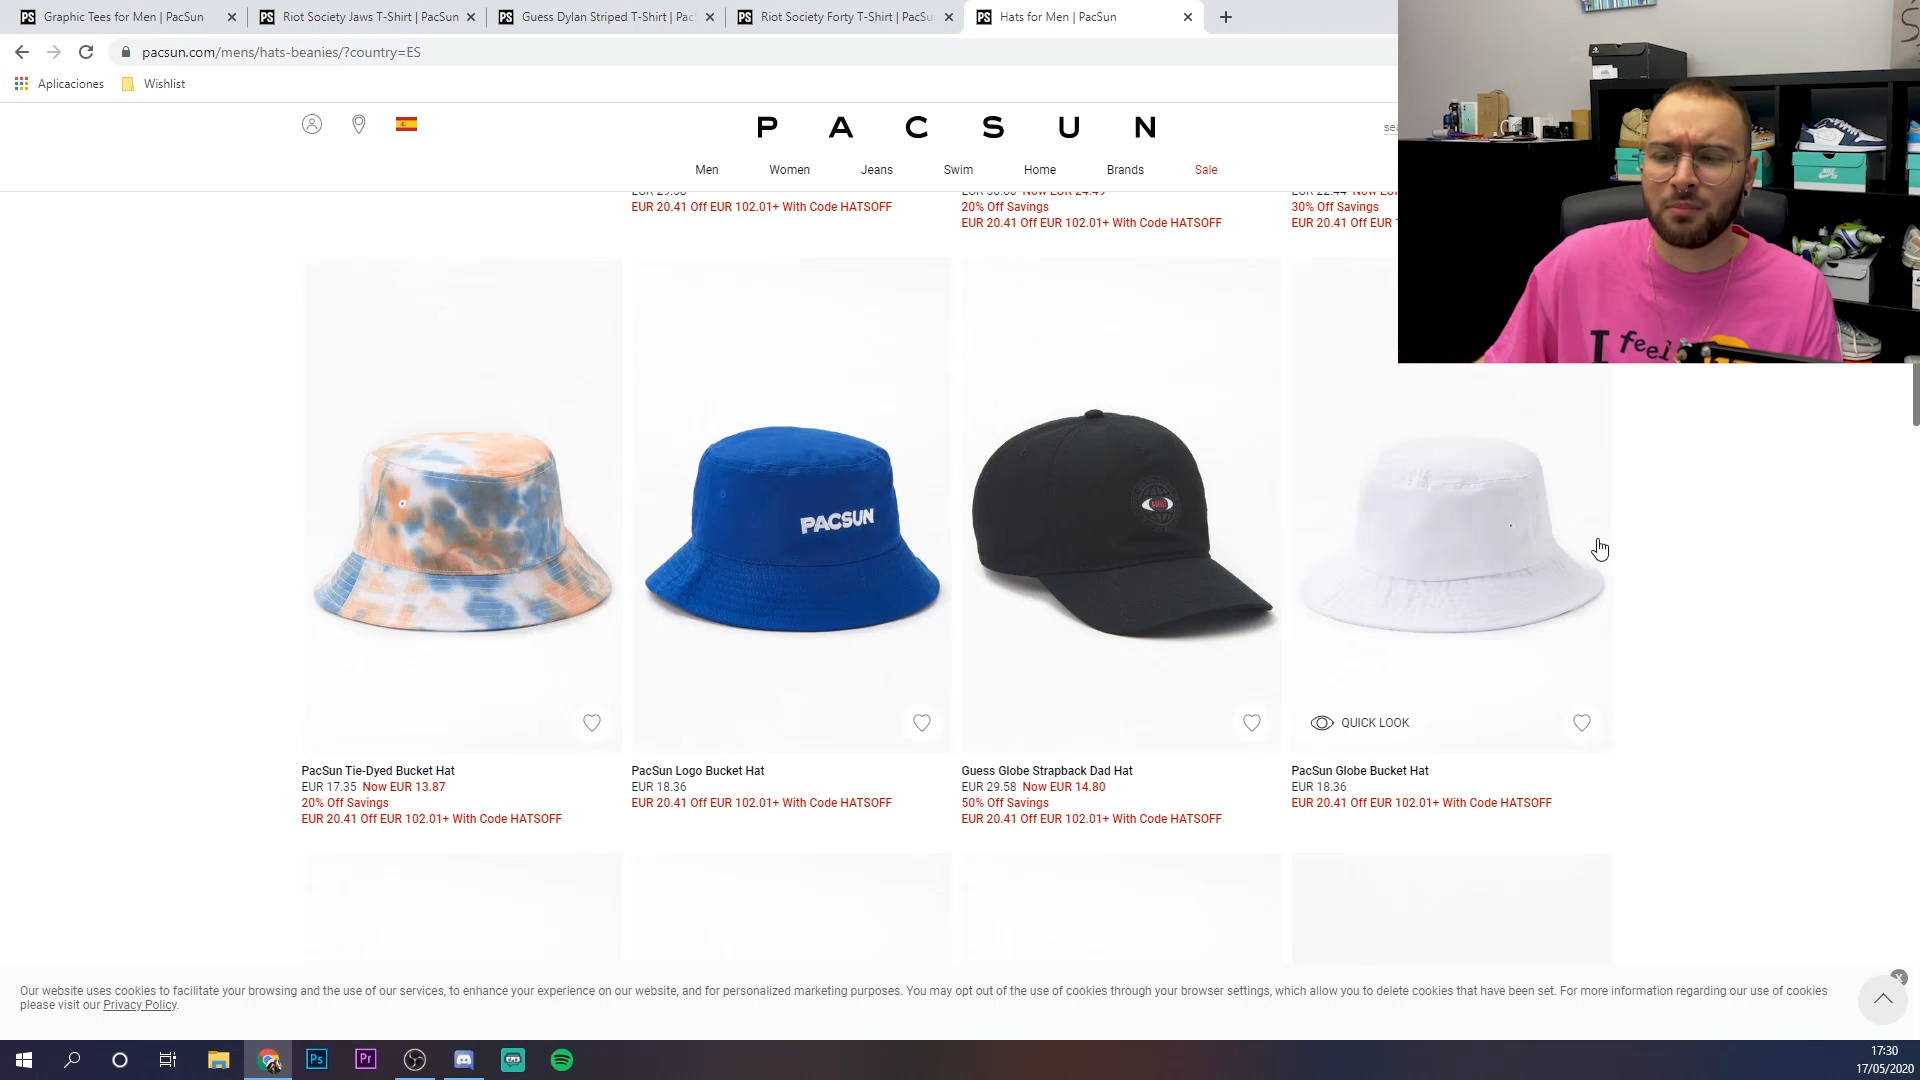 Graphic Tees for Men | PacSun
Riot Society Jaws T-Shirt | PacSun
Guess Dylan Striped T-Shirt | Pac
Riot Society Forty T-Shirt | PacSu
Hats for Men | PacSun
pacsun.com/mens/hats-beanies/?country=ES
Aplicaciones
Wishlist
PACSUN
Men
Women
Jeans
Swim
Home
Brands
Sale
EUR 20.41 Off EUR 102.01+ With Code HATSOFF
20% Off Savings
EUR 20.41 Off EUR 102.01+ With Code HATSOFF
30% Off Savings
EUR 20.41 Off EUR
I feel
PACSUN
QUICK LOOK
PacSun Tie-Dyed Bucket Hat
EUR 17.35 Now EUR 13.87
20% Off Savings
EUR 20.41 Off EUR 102.01+ With Code HATSOFF
PacSun Logo Bucket Hat
EUR 18.36
EUR 20.41 Off EUR 102.01+ With Code HATSOFF
Guess Globe Strapback Dad Hat
EUR 29.58 Now EUR 14.80
50% Off Savings
EUR 20.41 Off EUR 102.01+ With Code HATSOFF
PacSun Globe Bucket Hat
EUR 18.36
EUR 20.41 Off EUR 102.01+ With Code HATSOFF
Our website uses cookies to facilitate your browsing and the use of our services, to enhance your experience on our website, and for personalized marketing purposes. You may opt out of the use of cookies through your browser settings, which allow you to delete cookies that have been set. For more information regarding our use of cookies
please visit our Privacy Policy.
Ps
Pr
17:30
17/05/2020